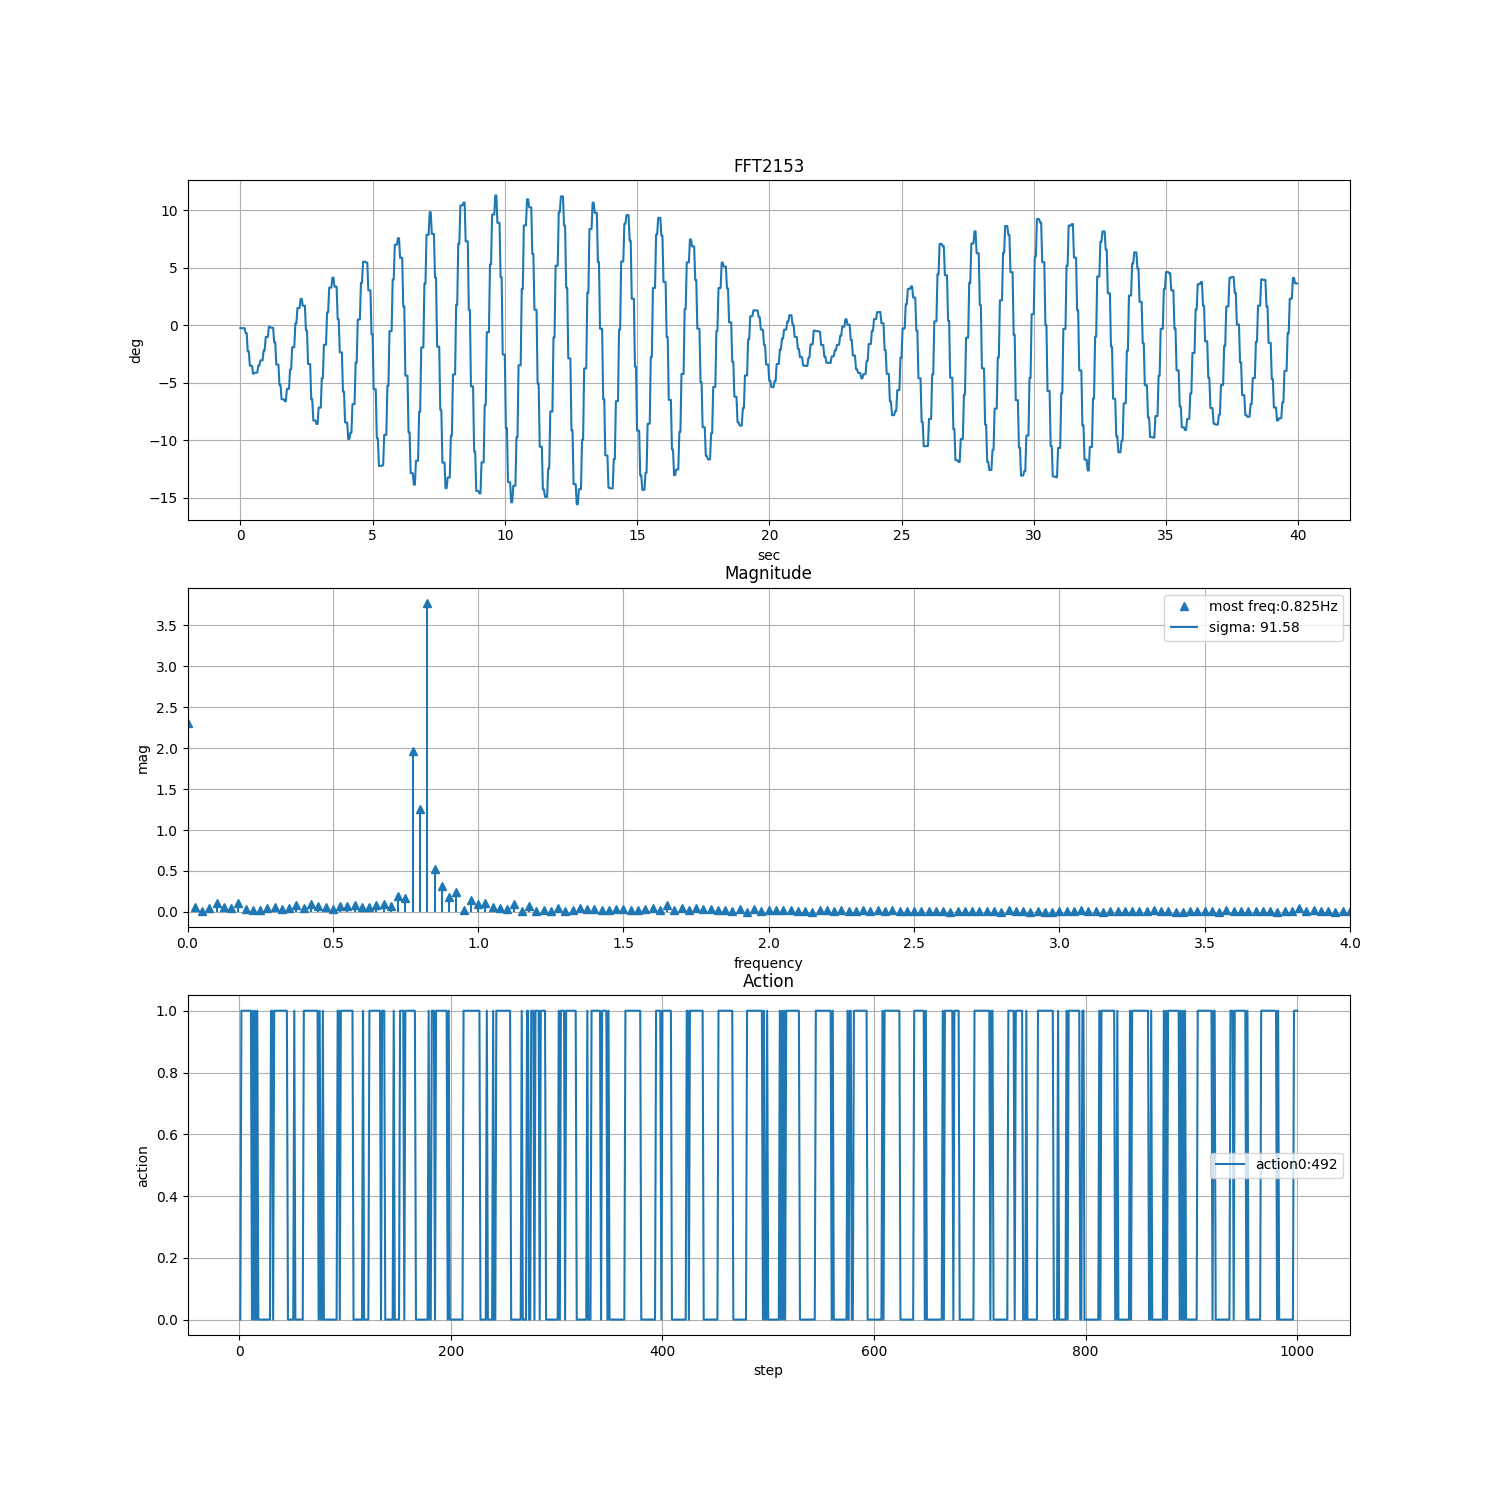 FFT2153
10
5
0
−5
−10
−15
deg
0 5 10 15 20 25 30 35 40
sec
Magnitude
most freq:0.825Hz
sigma: 91.58
3.5
3.0
2.5
2.0
1.5
1.0
0.5
0.0
mag
0.0 0.5 1.0 1.5 2.0 2.5 3.0 3.5 4.0
frequency
Action
1.0
0.8
0.6
0.4
0.2
0.0
action
action0:492
0 200 400 600 800 1000
step